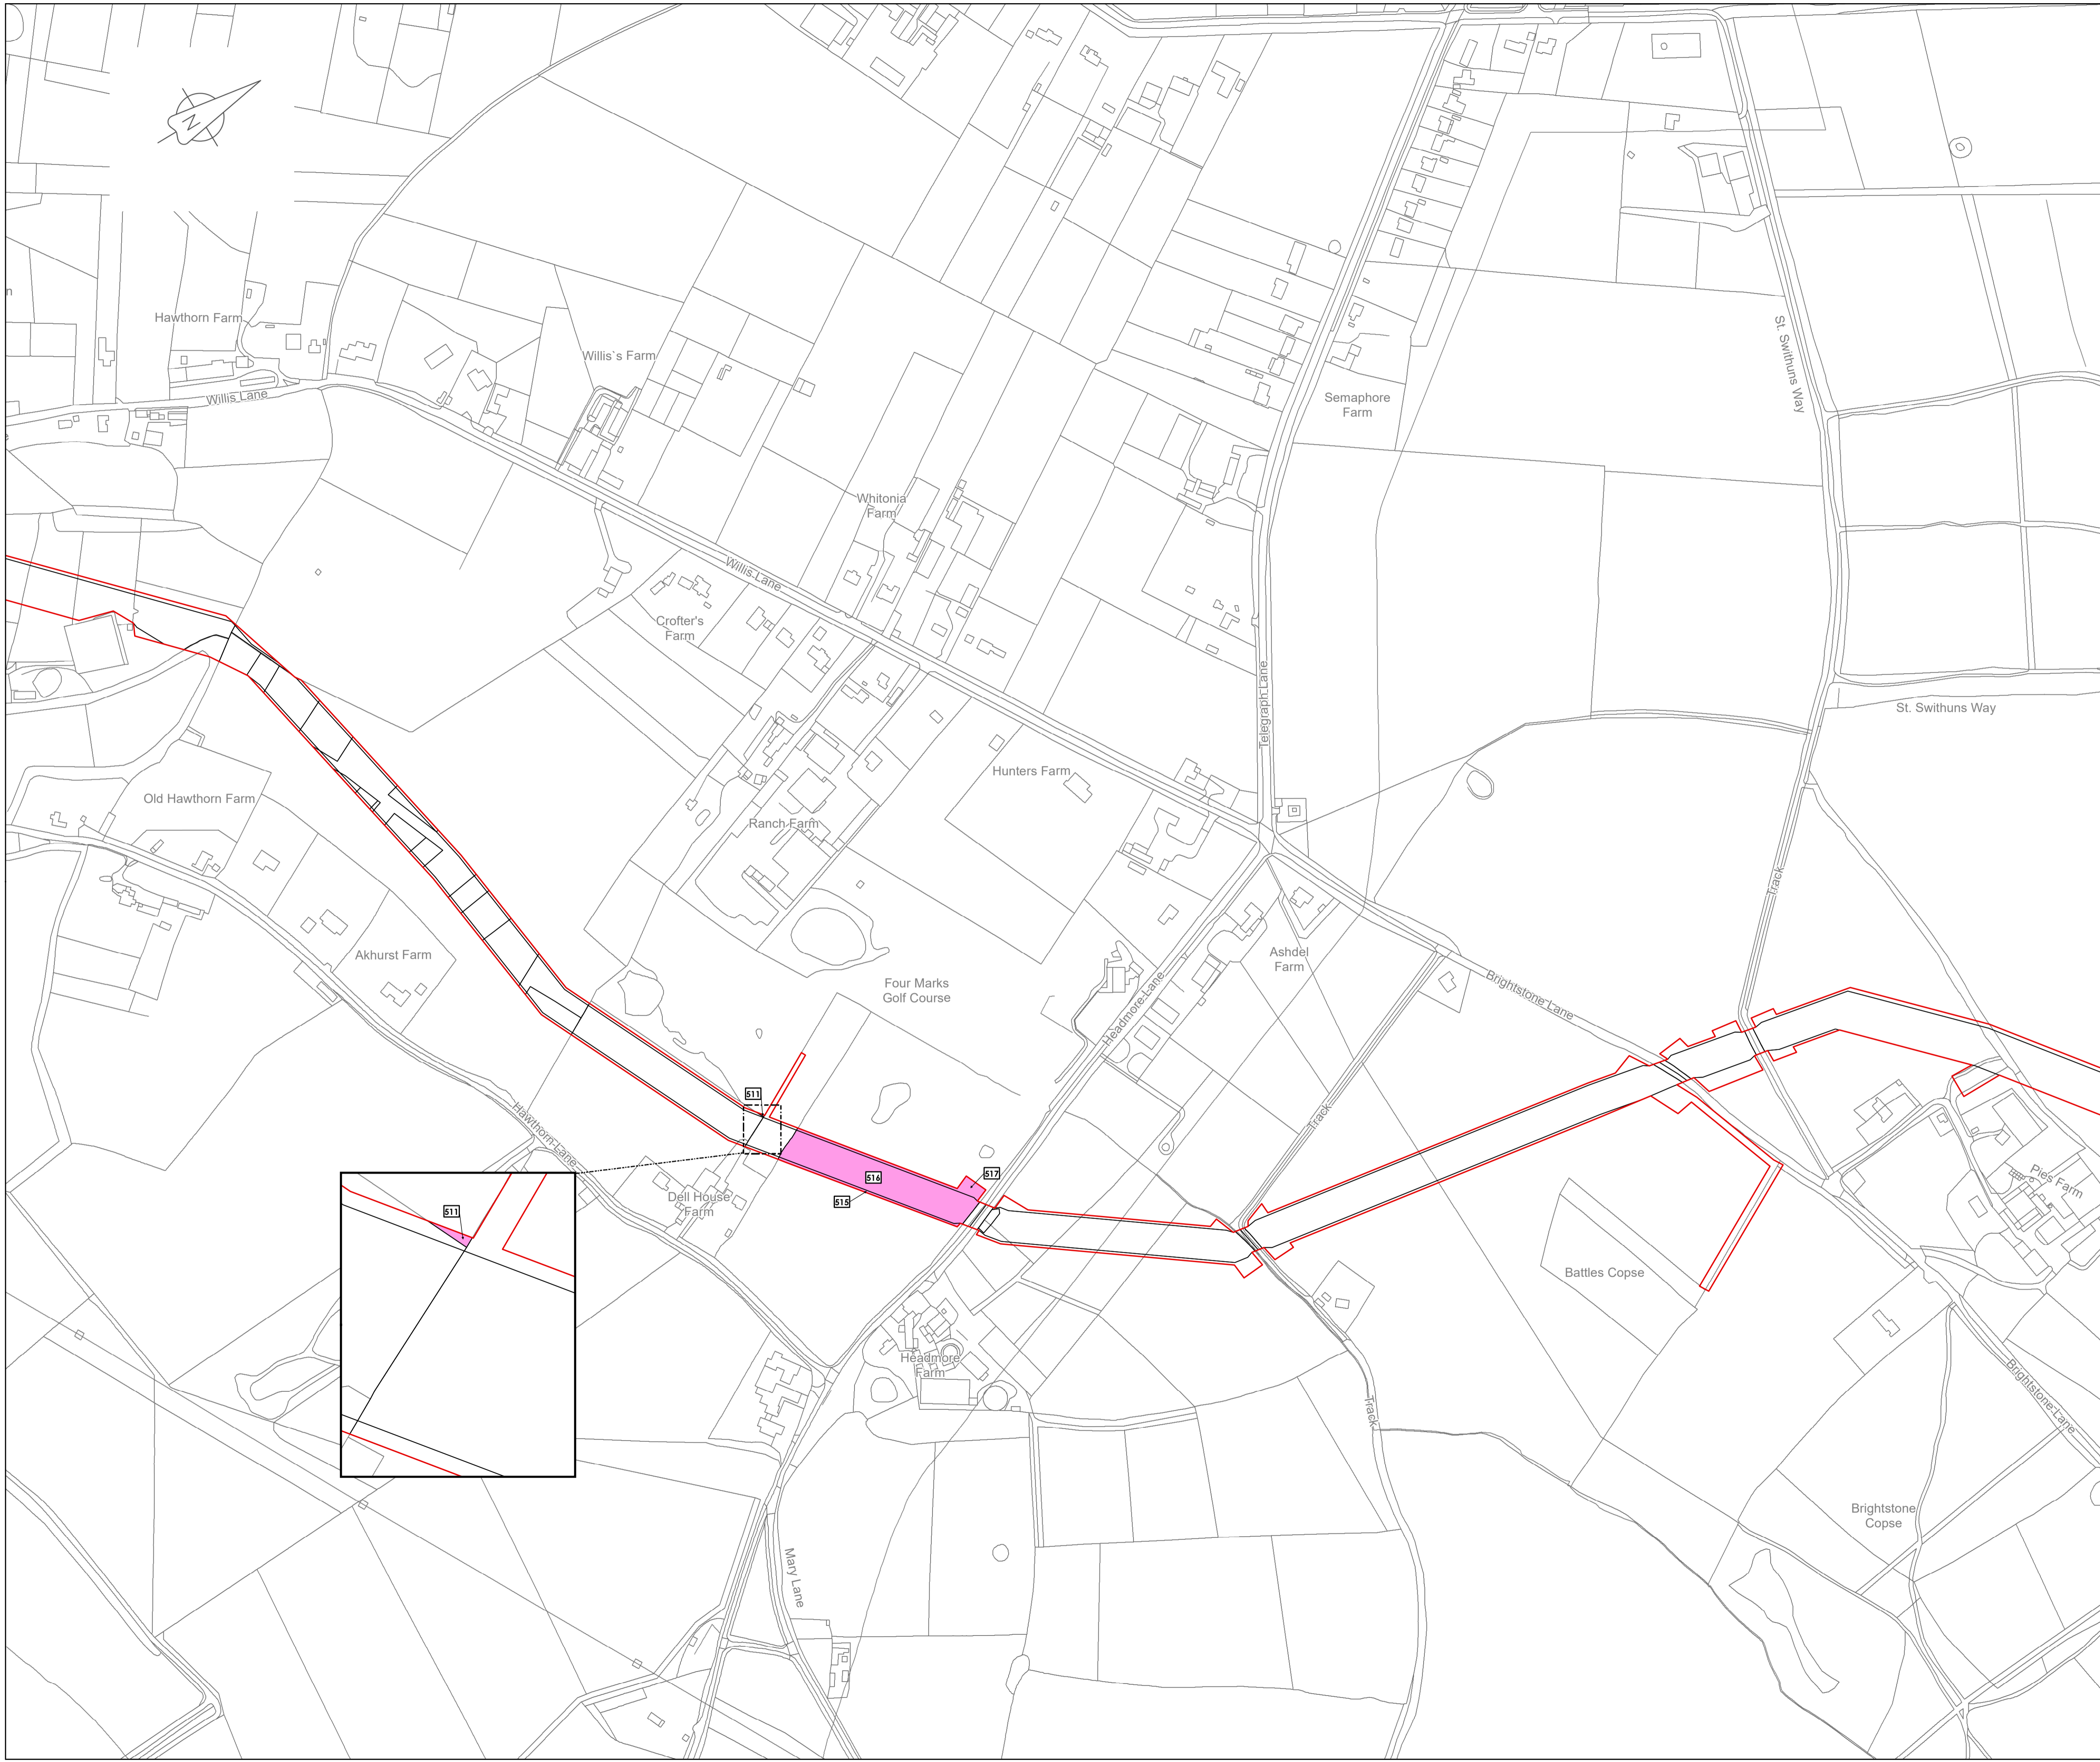 N
Hawthorn Farm
Willis Lane
Willis`s Farm
Whitonia
Farm
Semaphore
Farm
St. Swithuns Way
Willis Lane
Crofter's
Farm
Telegraph Lane
St. Swithuns Way
Hunters Farm
Old Hawthorn Farm
Ranch Farm
Track
Akhurst Farm
Ashdel
Farm
Four Marks
Golf Course
Headmore Lane
Brightstone Lane
511
Hawthorn Lane
Track
516
517
515
Dell House
Farm
Pies Farm
511
Battles Copse
Headmore
Farm
Track
Brightstone Lane
Brightstone
Copse
Mary Lane